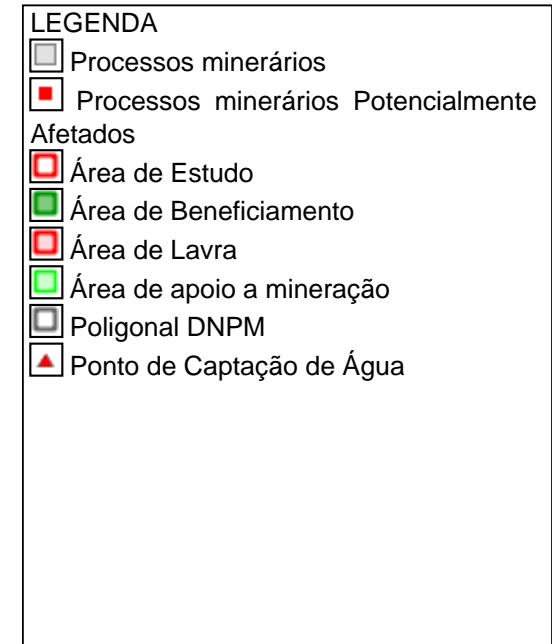 LEGENDA
Processos minerários
Processos minerários Potencialmente
Afetados
Área de Estudo
Área de Beneficiamento
Área de Lavra
Área de apoio a mineração
Poligonal DNPM
Ponto de Captação de Água